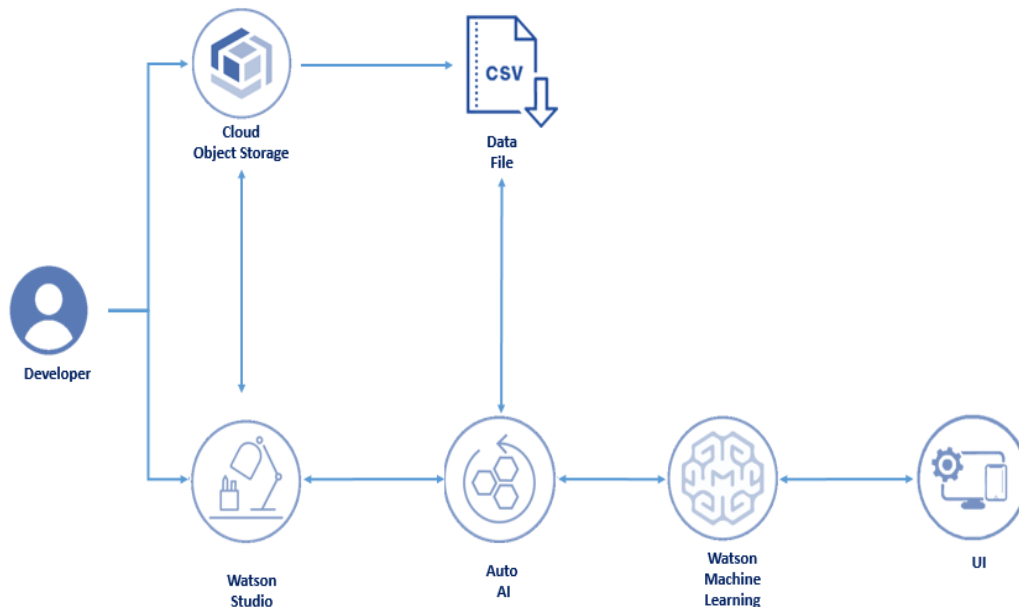 CSV
Cloud
Object Storage
Data
File
Developer
Watson
Studio
Auto
AI
Watson
Machine
Learning
UI